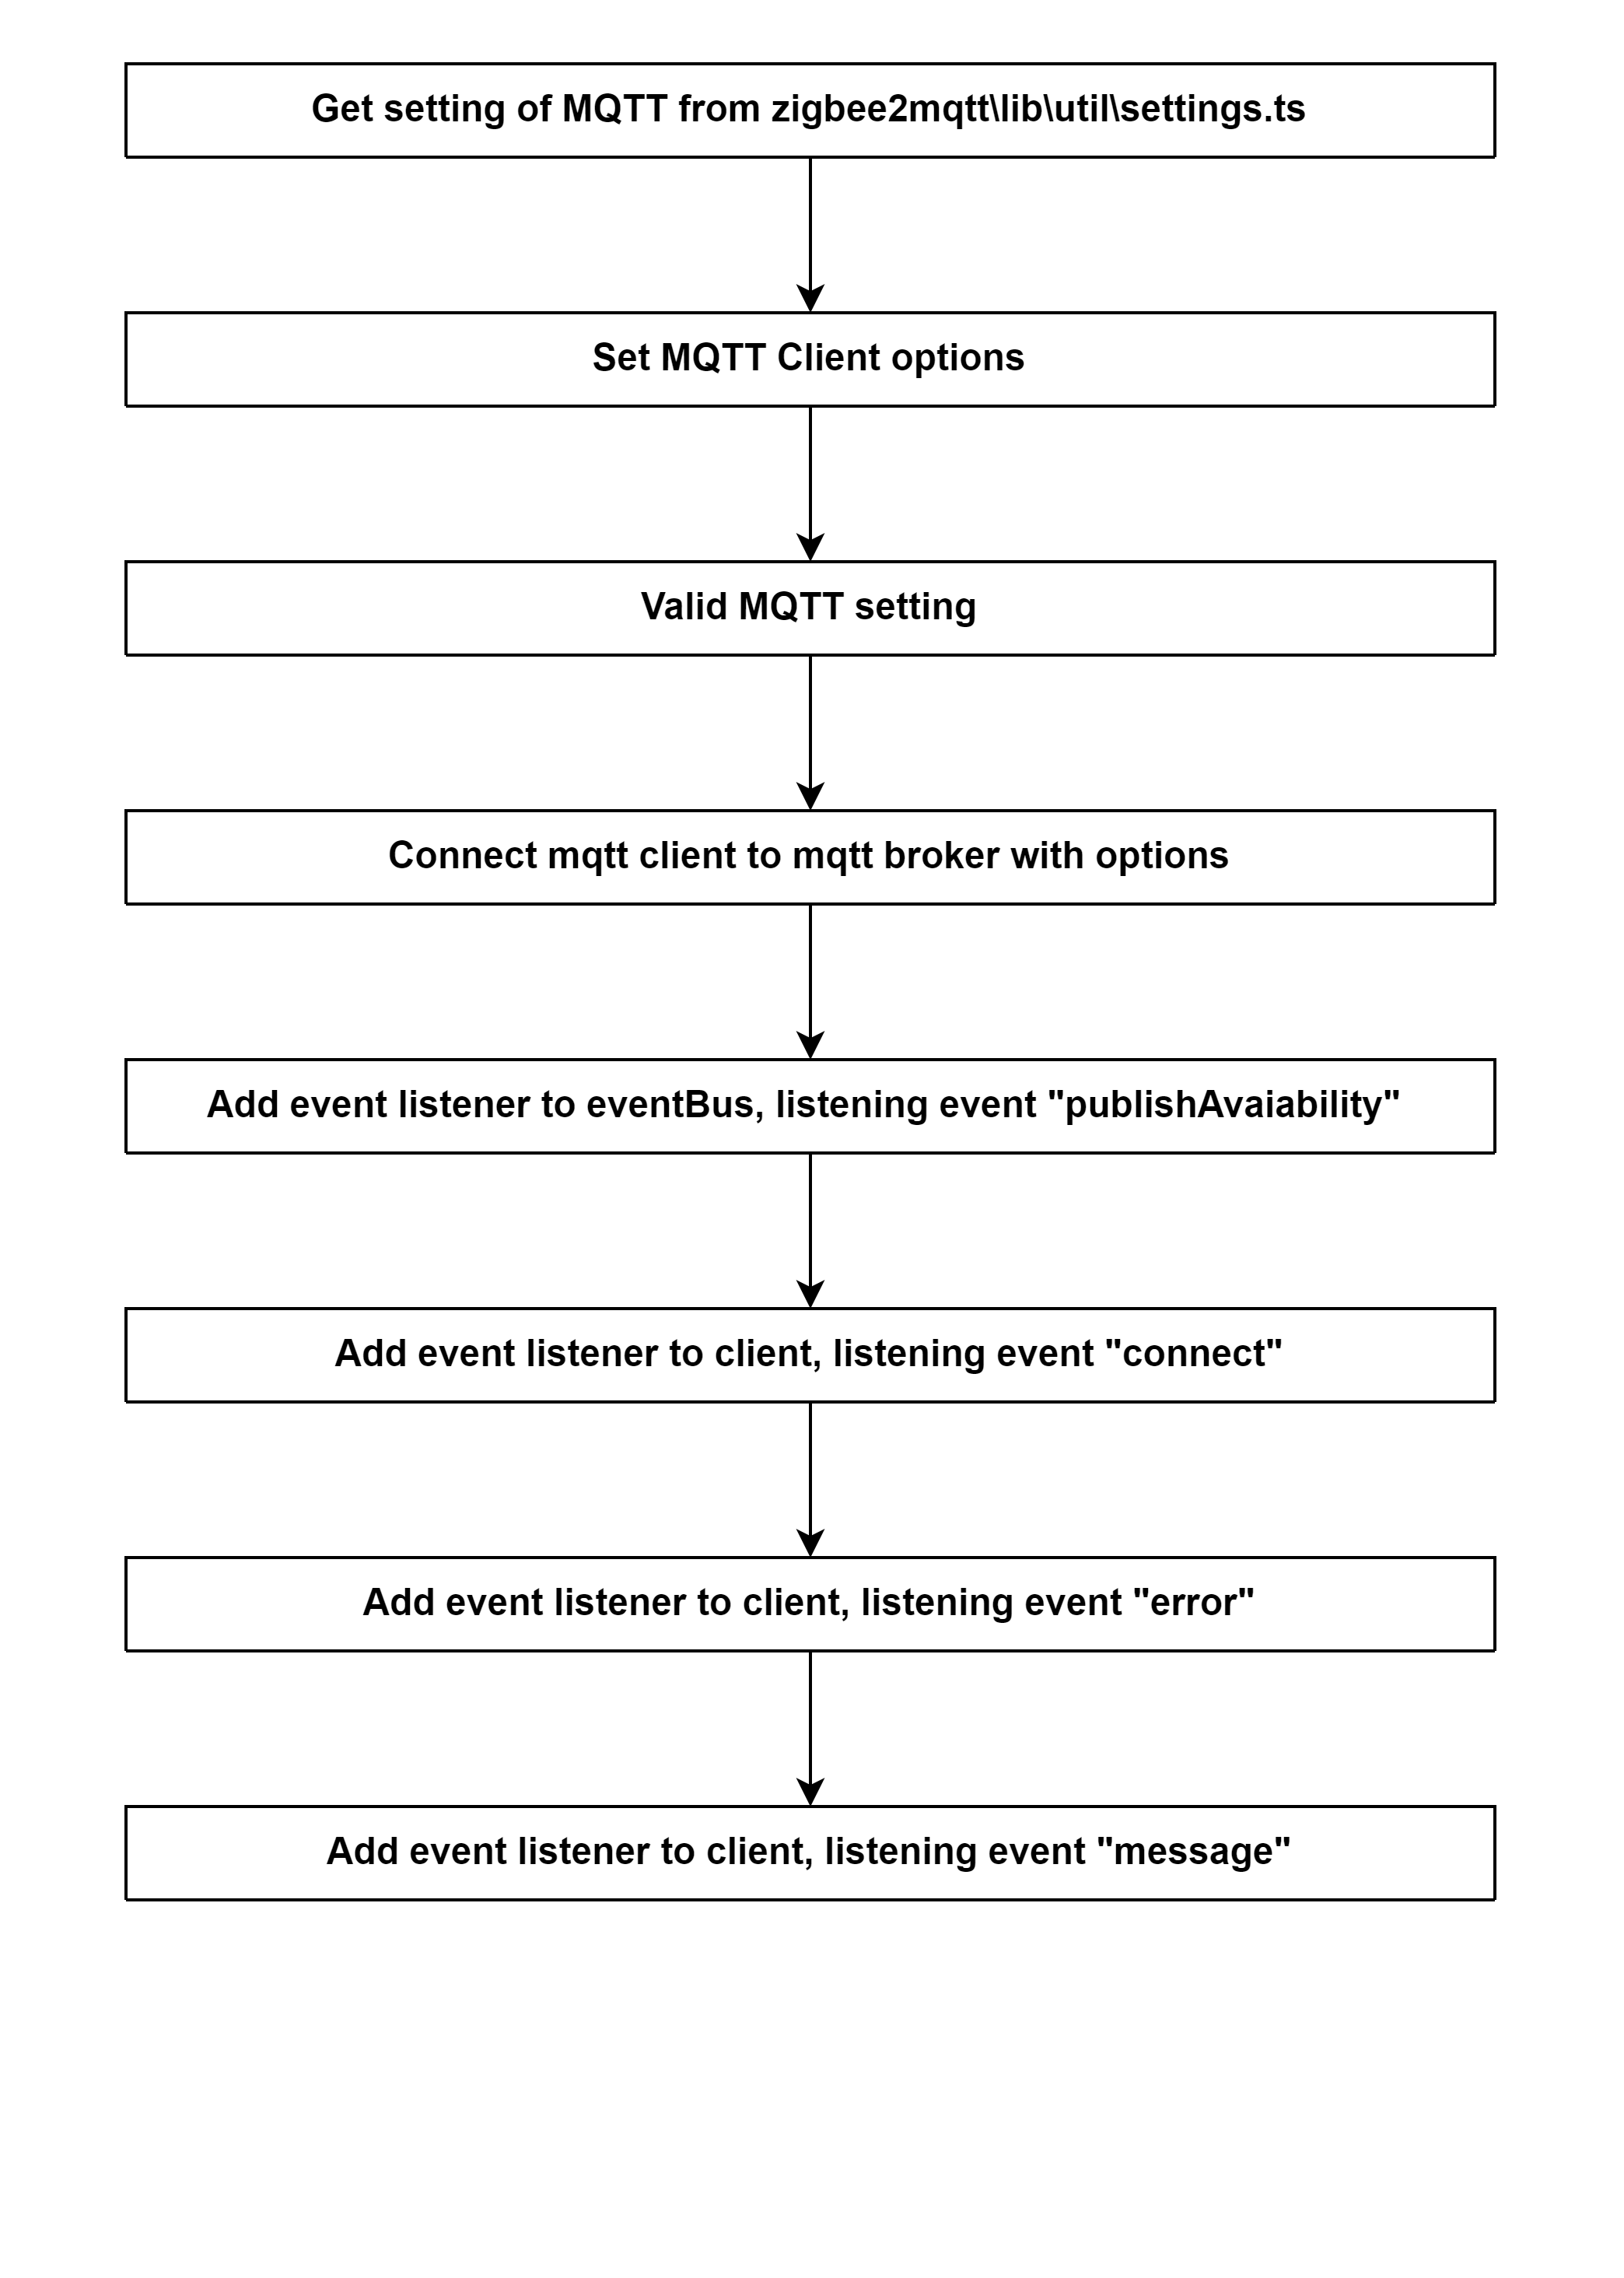 Get setting of MQTT from zigbee2mqtt\lib\util\settings.ts
Set MQTT Client options
Valid MQTT setting
Connect mqtt client to mqtt broker with options
Add event listener to eventBus, listening event "publishAvaiability"
Add event listener to client, listening event "connect"
Add event listener to client, listening event "error"
Add event listener to client, listening event "message"